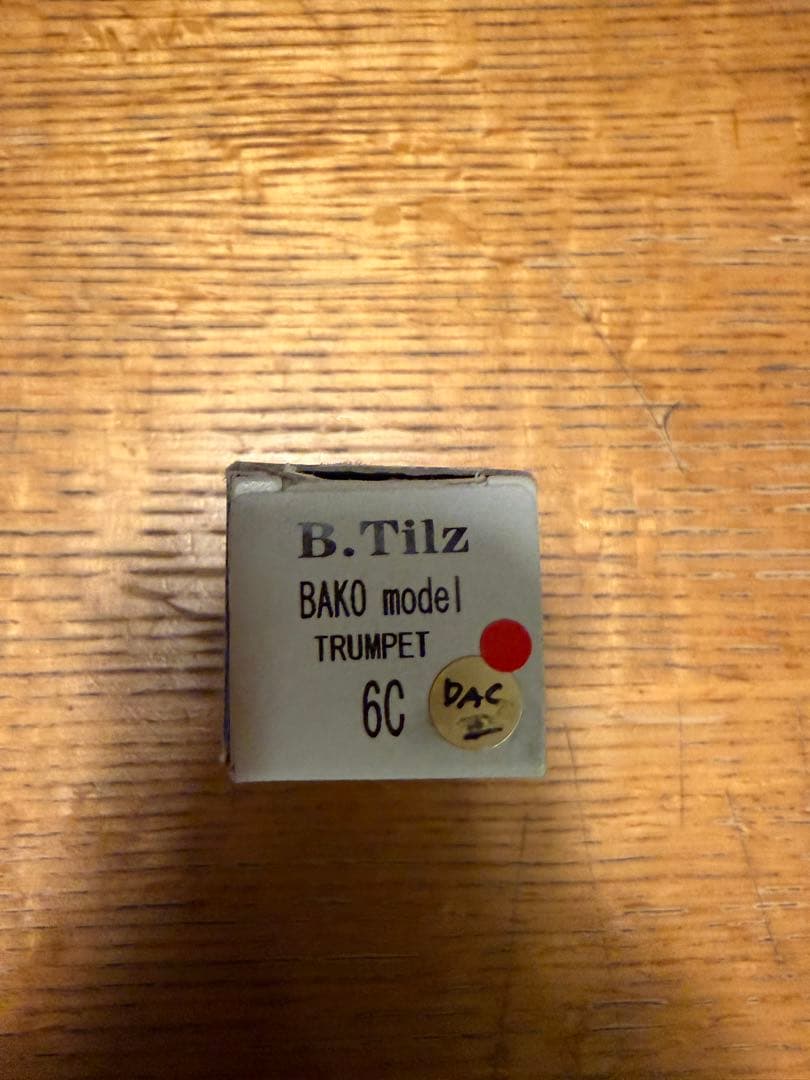 B.Tilz
BAKO model
TRUMPET
6C
DAC